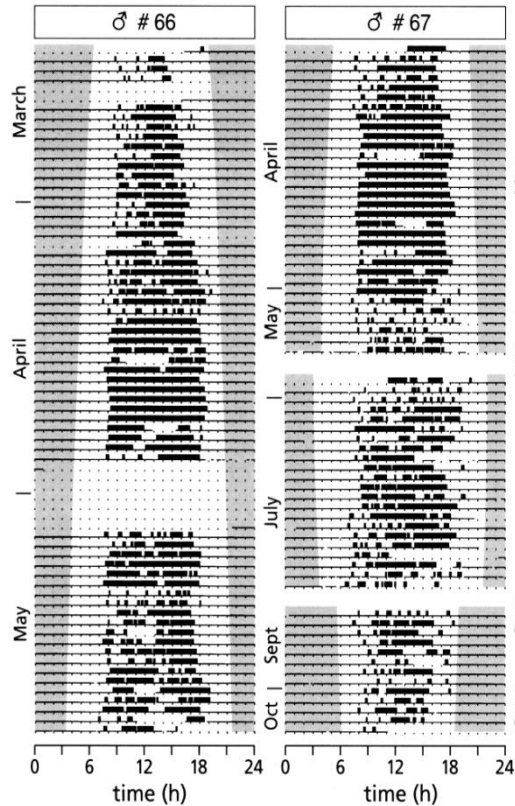 ♂ # 66
March
April
May
0 6 12 18 24
time (h)
♂ # 67
April
May
July
Sept
Oct
0 6 12 18 24
time (h)